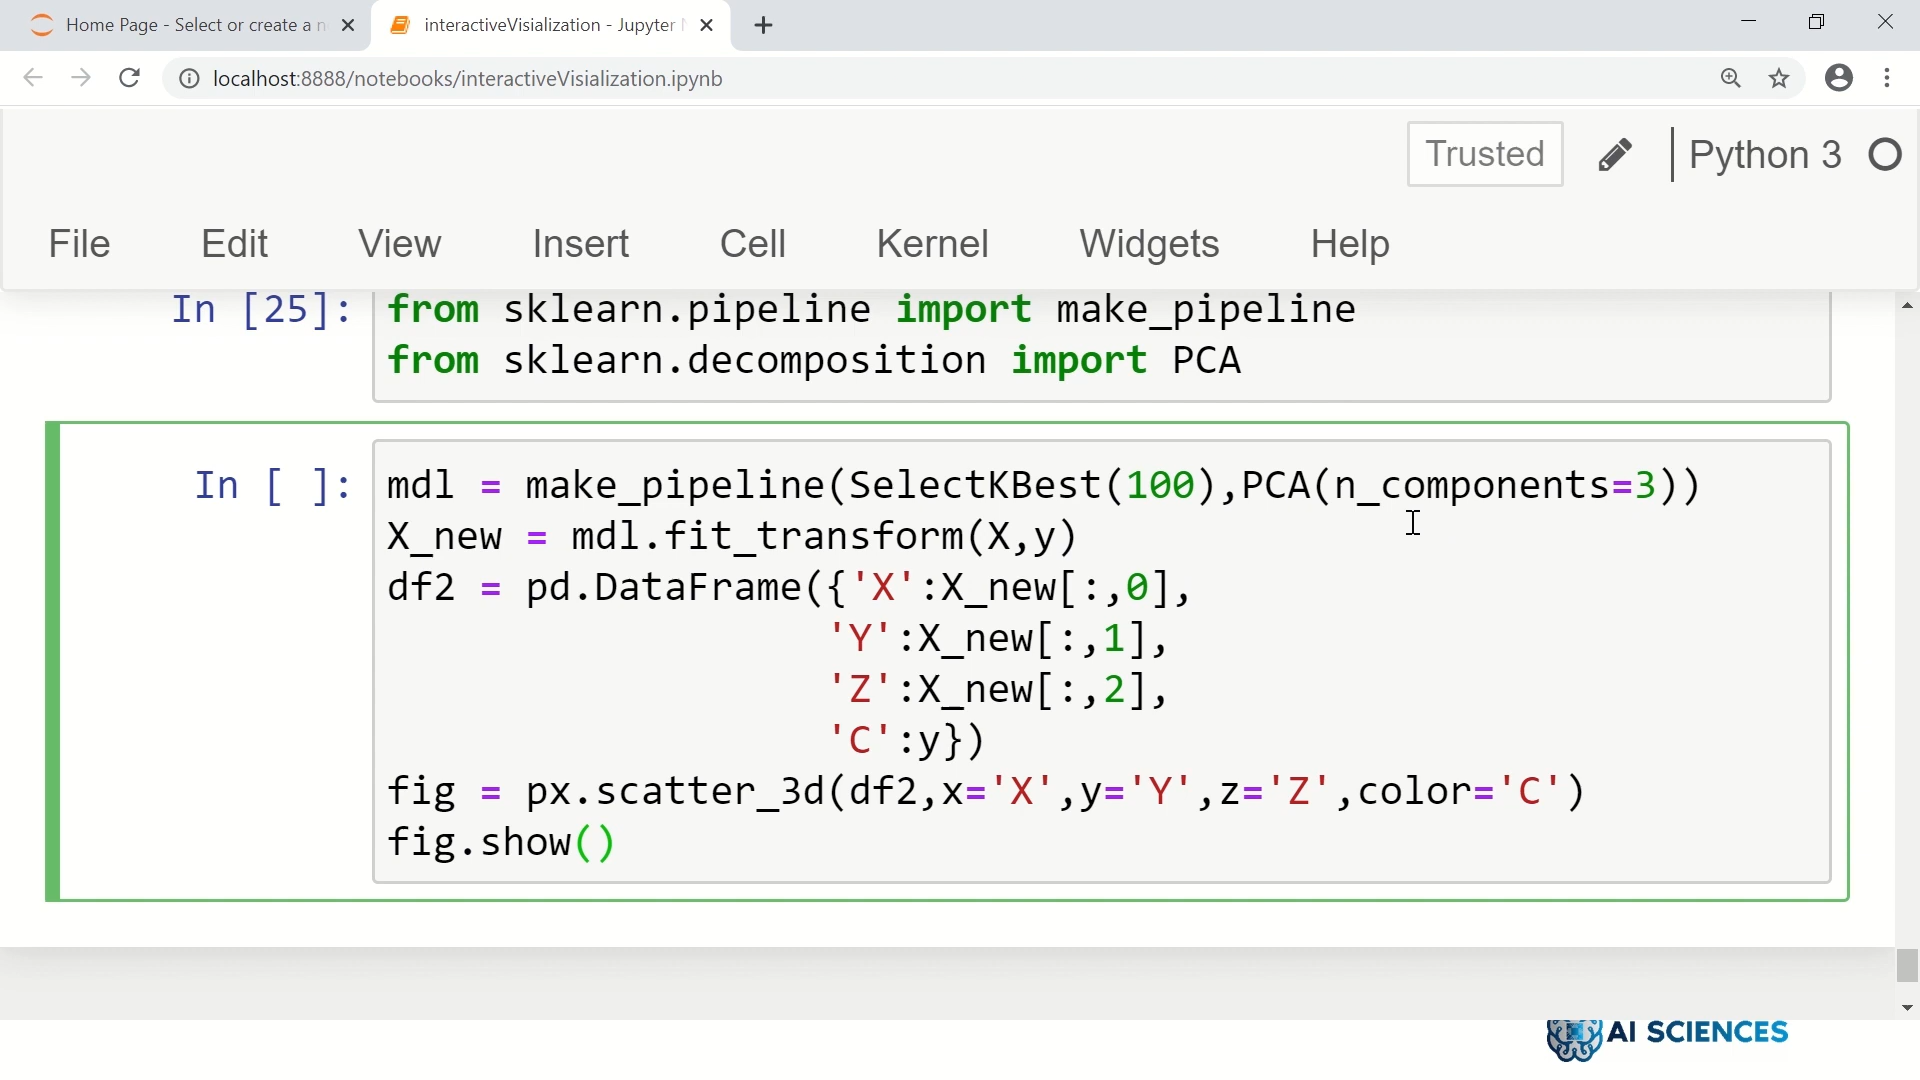 Home Page - Select or create a n
interactiveVisialization - Jupyter N
localhost:8888/notebooks/interactiveVisialization.ipynb
Trusted
Python 3
File Edit View Insert Cell Kernel Widgets Help
In [25]: from sklearn.pipeline import make_pipeline
from sklearn.decomposition import PCA
In [ ]: mdl = make_pipeline(SelectKBest(100),PCA(n_components=3))
X_new = mdl.fit_transform(X,y)
df2 = pd.DataFrame({'X':X_new[:,0],
'Y':X_new[:,1],
'Z':X_new[:,2],
'C':y})
fig = px.scatter_3d(df2,x='X',y='Y',z='Z',color='C')
fig.show()
AI SCIENCES